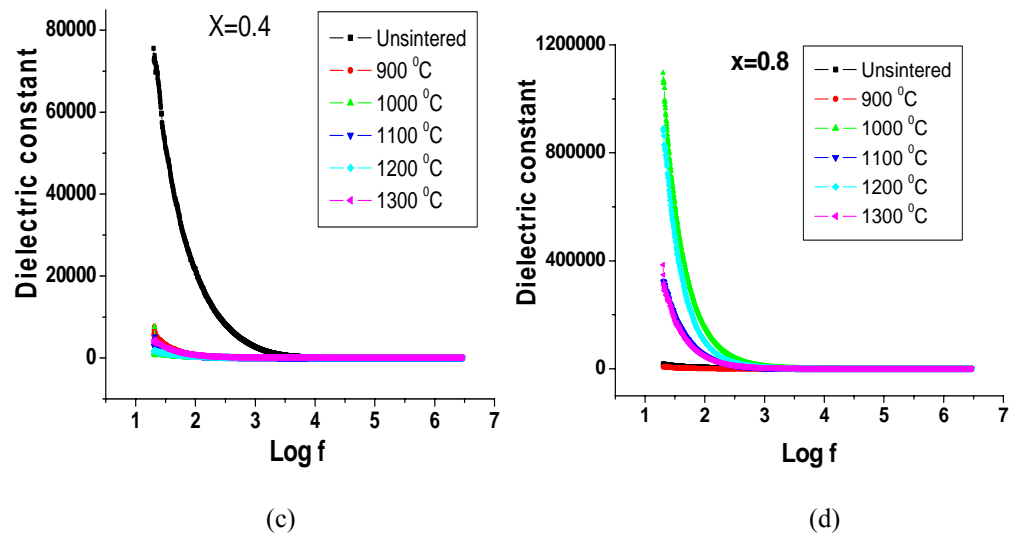 X=0.4
Unsintered
900 ⁰C
1000 ⁰C
1100 ⁰C
1200 ⁰C
1300 ⁰C
80000
60000
40000
20000
0
Dielectric constant
1 2 3 4 5 6 7
Log f
(c)
x=0.8
Unsintered
900 ⁰C
1000 ⁰C
1100 ⁰C
1200 ⁰C
1300 ⁰C
1200000
800000
400000
0
Dielectric constant
1 2 3 4 5 6 7
Log f
(d)